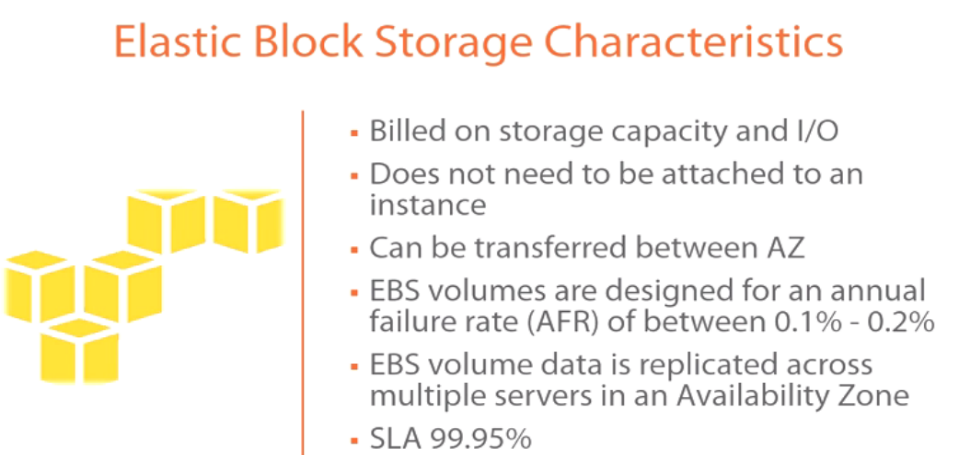 Elastic Block Storage Characteristics
▪ Billed on storage capacity and I/O
▪ Does not need to be attached to an
instance
▪ Can be transferred between AZ
▪ EBS volumes are designed for an annual
failure rate (AFR) of between 0.1% - 0.2%
▪ EBS volume data is replicated across
multiple servers in an Availability Zone
▪ SLA 99.95%